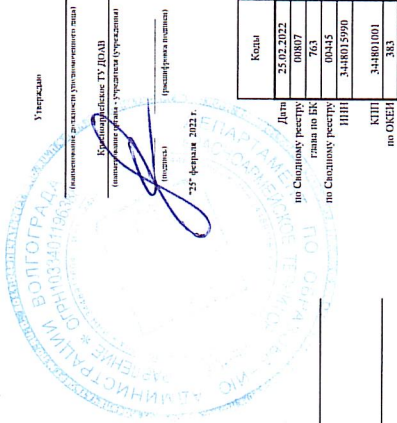 Утверждаю
(наименование должности уполномоченного лица)
Красноармейское ТУ ДОАВ
(наименование органа - учредителя (учреждения)
(подпись) (расшифровка подписи)
"25" февраля 2022 г.
Коды
Дата 25.02.2022
по Сводному реестру 00807
глава по БК 763
по Сводному реестру 00445
ИНН 3448015990
КПП 344801001
по ОКЕИ 383
АДМИНИСТРАЦИИ ВОЛГОГРАДА